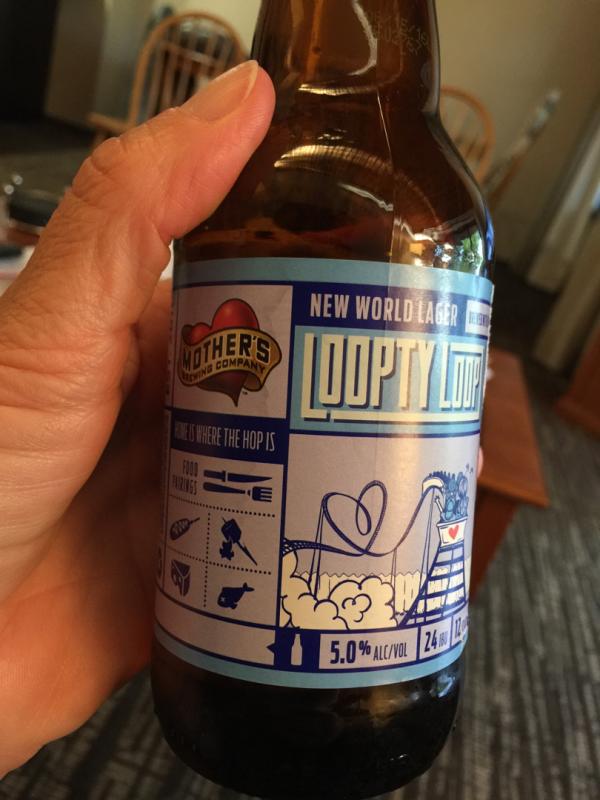 NEW WORLD LAGER
MOTHER'S
BREWING COMPANY
LOOPTY LOOP
HOME IS WHERE THE HOP IS
FOOD
PAIRINGS
5.0% ALC/VOL
24 IBU
12